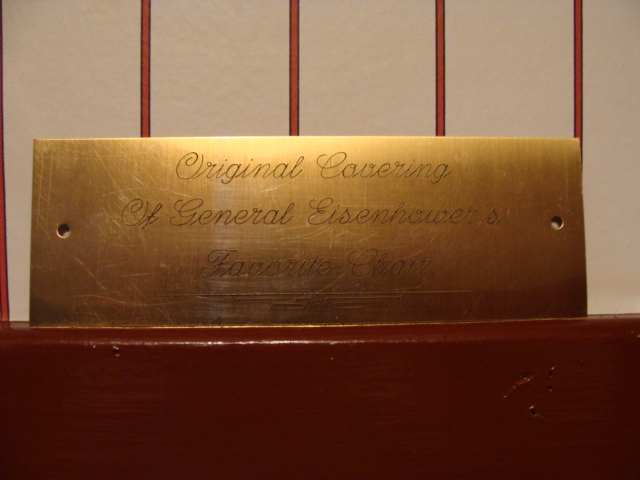 Original Covering
Of General Eisenhower,s
Favorite Chair